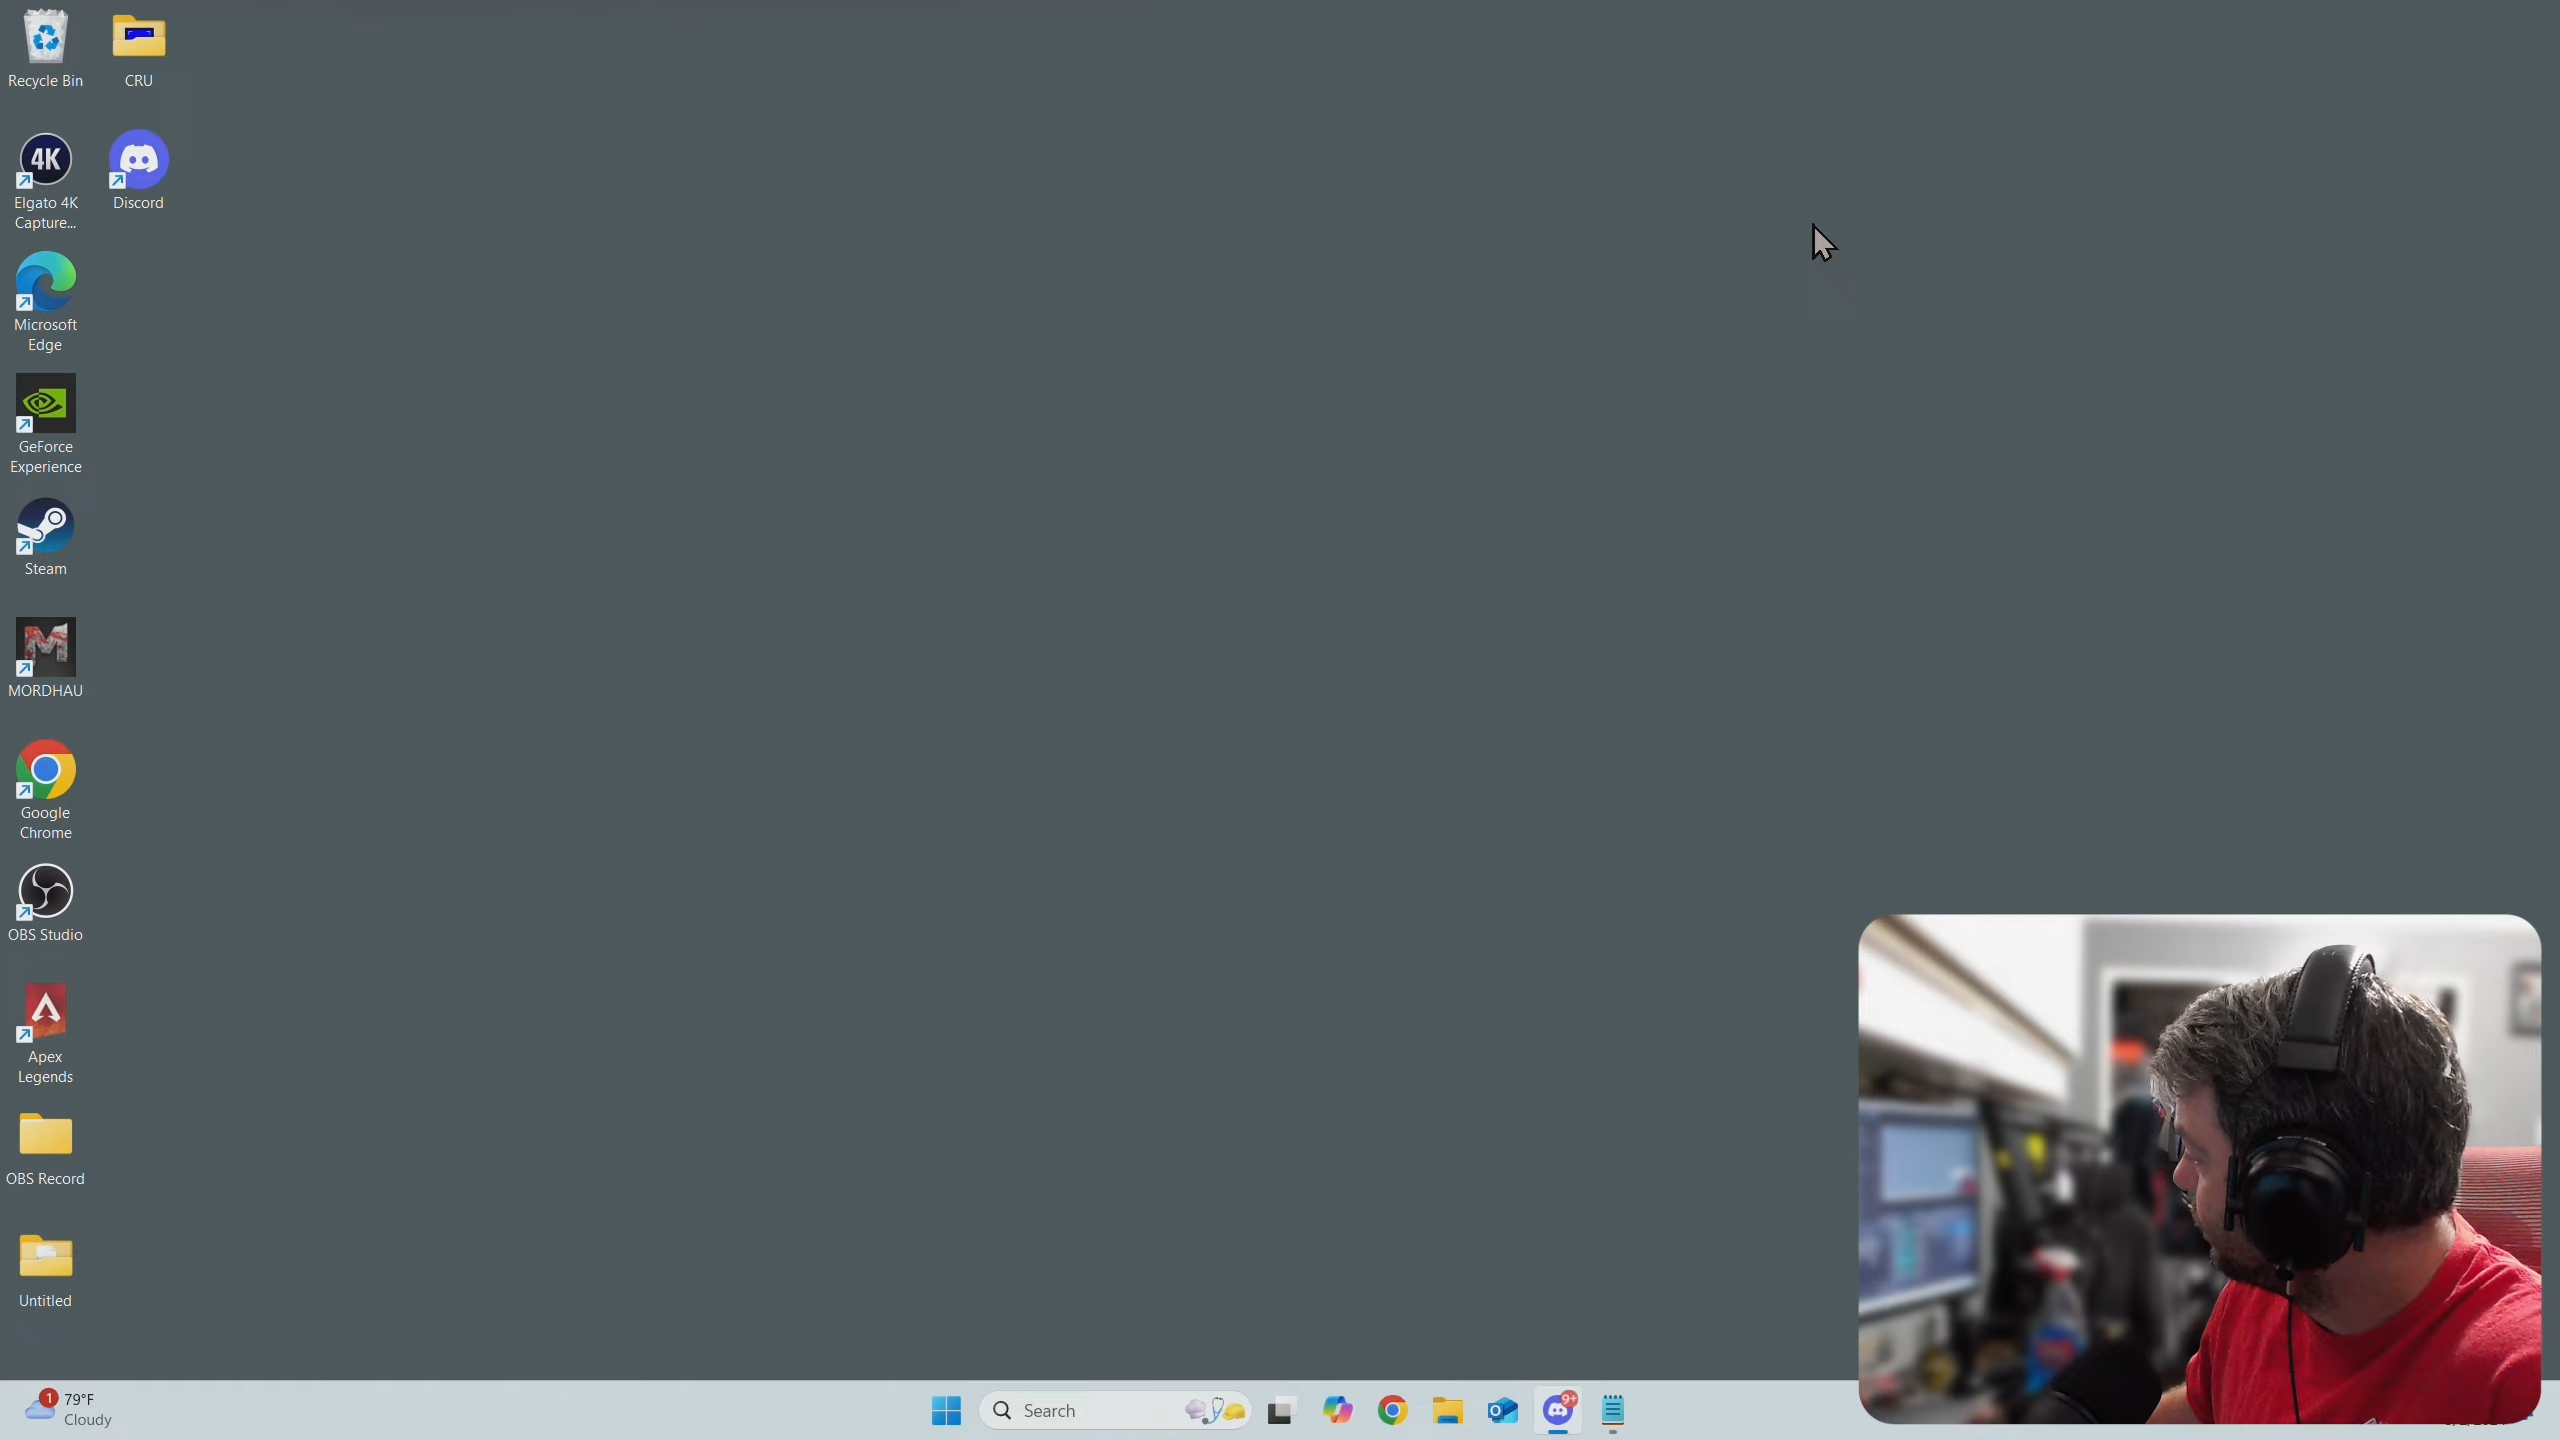 Recycle Bin
CRU
4K
Elgato 4K
Capture...
Discord
Microsoft
Edge
GeForce
Experience
Steam
M
MORDHAU
Google
Chrome
OBS Studio
Apex
Legends
OBS Record
Untitled
1
79°F
Cloudy
Search
9+